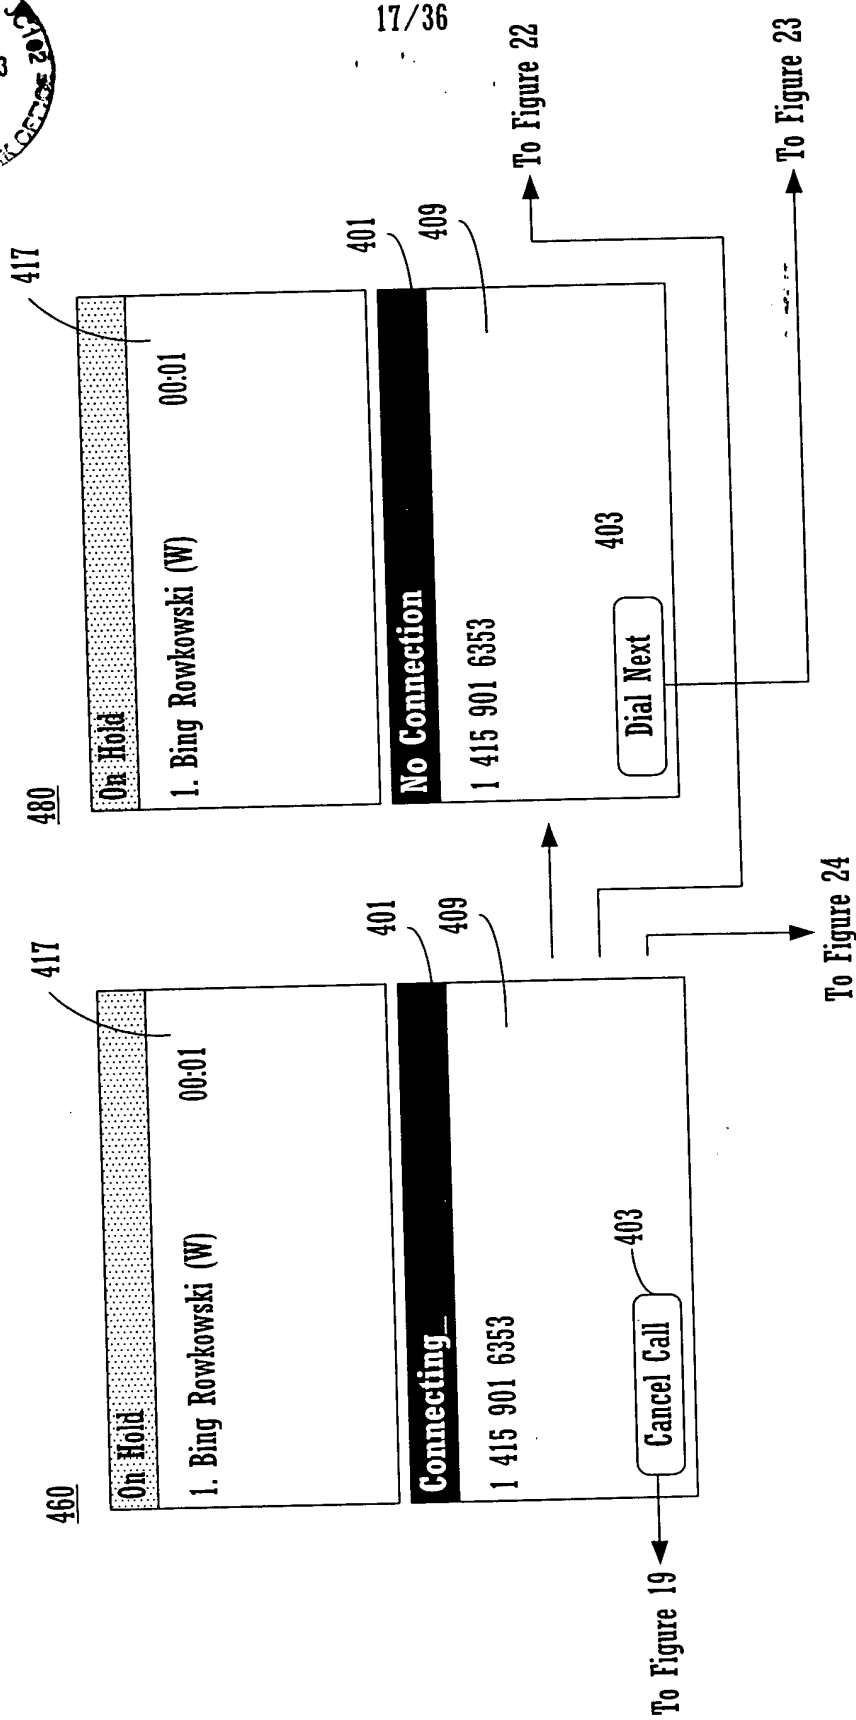 17/36
460
417
On Hold
1. Bing Rowkowski (W)
00:01
401
409
Connecting
1 415 901 6353
403
Cancel Call
To Figure 19
To Figure 24
480
417
On Hold
1. Bing Rowkowski (W)
00:01
401
409
No Connection
1 415 901 6353
403
Dial Next
To Figure 22
To Figure 23